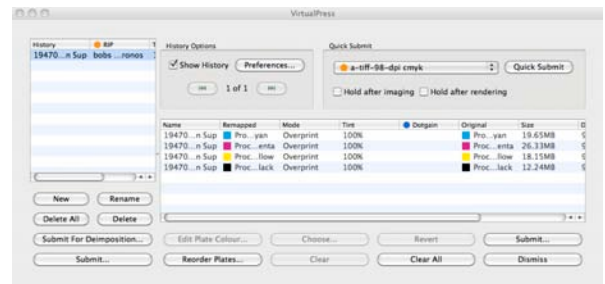 VirtualPress
History RIP T
19470...n Sup bobs ...ronos
New Rename
Delete All Delete
Submit For Deimposition...
Submit...
History Options
Show History Preferences...
1 of 1
Quick Submit
a-tiff-98-dpi cmyk Quick Submit
Hold after imaging Hold after rendering
Name Remapped Mode Tint Dotgain Original Size D
19470...n Sup Pro...yan Overprint 100% Pro...yan 19.65MB
19470...n Sup Proc...enta Overprint 100% Proc...enta 26.33MB
19470...n Sup Proc...llow Overprint 100% Proc...llow 18.15MB
19470...n Sup Proc...lack Overprint 100% Proc...lack 12.24MB
Edit Plate Colour... Choose... Revert Submit...
Reorder Plates... Clear Clear All Dismiss